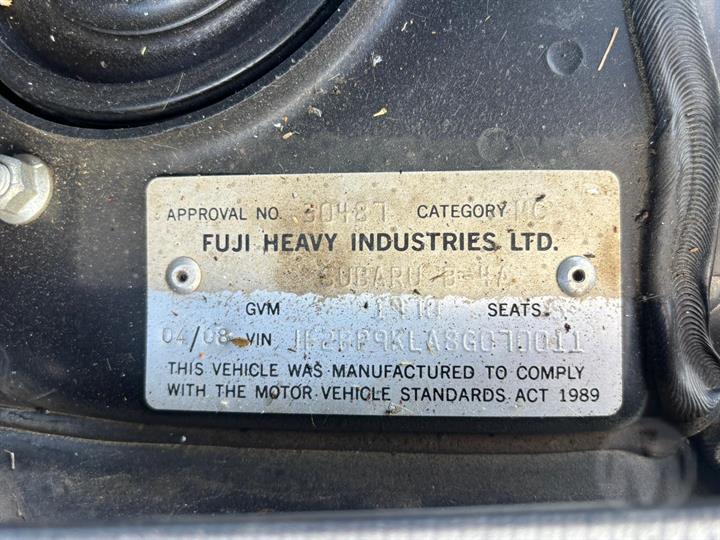 APPROVAL NO. 30487 CATEGORY MC
FUJI HEAVY INDUSTRIES LTD.
SUBARU B-4A
GVM SEATS
04/08 VIN
THIS VEHICLE WAS MANUFACTURED TO COMPLY
WITH THE MOTOR VEHICLE STANDARDS ACT 1989